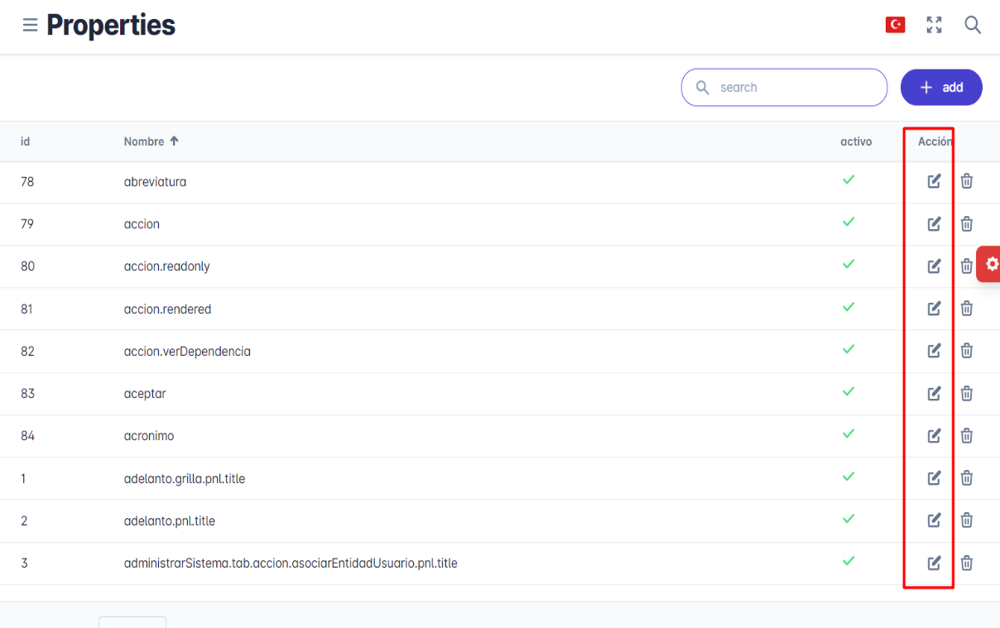 Properties
search
add
id Nombre activo Acción
78 abreviatura
79 accion
80 accion.readonly
81 accion.rendered
82 accion.verDependencia
83 aceptar
84 acronimo
1 adelanto.grilla.pnl.title
2 adelanto.pnl.title
3 administrarSistema.tab.accion.asociarEntidadUsuario.pnl.title